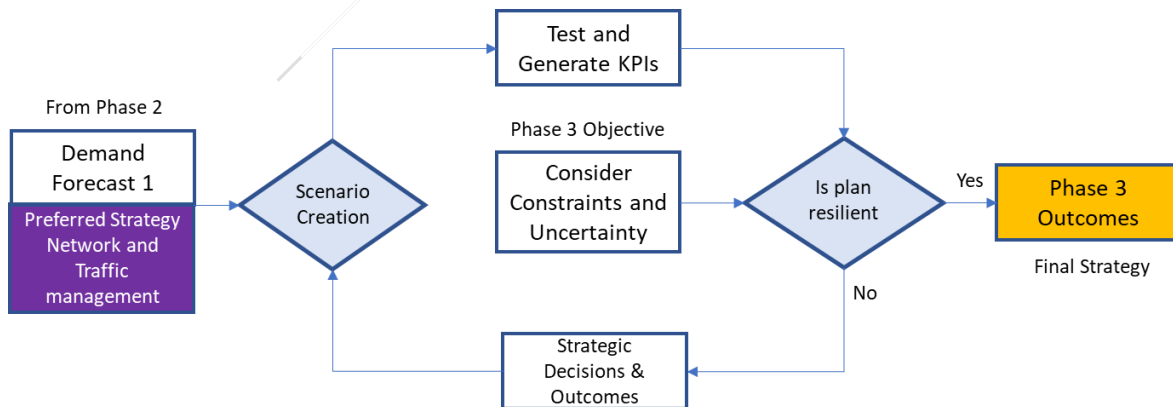 Test and
Generate KPIs
From Phase 2
Demand
Forecast 1
Preferred Strategy
Network and
Traffic
management
Scenario
Creation
Phase 3 Objective
Consider
Constraints and
Uncertainty
Is plan
resilient
Yes
Phase 3
Outcomes
Final Strategy
No
Strategic
Decisions &
Outcomes